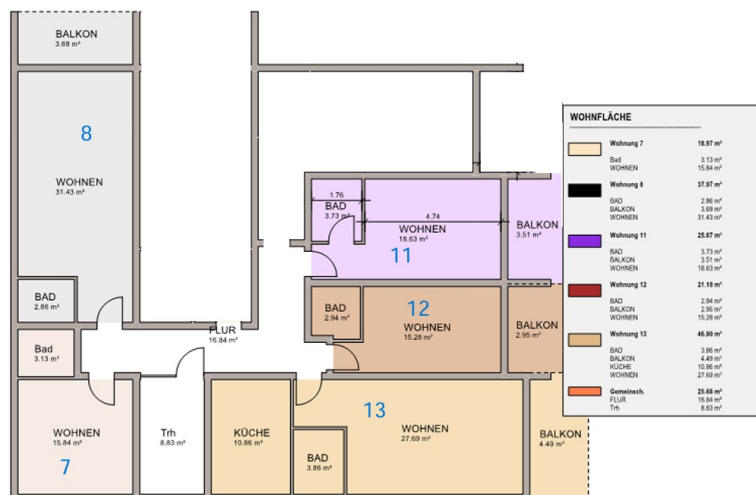 BALKON
3.69 m²
8
WOHNEN
31.43 m²
BAD
2.86 m²
Bad
3.13 m²
WOHNEN
15.84 m²
7
FLUR
16.84 m²
Trh
8.83 m²
KÜCHE
10.86 m²
BAD
3.86 m²
13
WOHNEN
27.69 m²
BALKON
4.49 m²
1.76
BAD
3.73 m²
4.74
WOHNEN
18.63 m²
11
BALKON
3.51 m²
BAD
2.94 m²
12
WOHNEN
15.28 m²
BALKON
2.95 m²
WOHNFLÄCHE
Wohnung 7 18.97 m²
Bad 3.13 m²
WOHNEN 15.84 m²
Wohnung 8 37.97 m²
BAD 2.86 m²
BALKON 3.69 m²
WOHNEN 31.43 m²
Wohnung 11 25.87 m²
BAD 3.73 m²
BALKON 3.51 m²
WOHNEN 18.63 m²
Wohnung 12 21.18 m²
BAD 2.94 m²
BALKON 2.95 m²
WOHNEN 15.28 m²
Wohnung 13 46.90 m²
BAD 3.86 m²
BALKON 4.49 m²
KÜCHE 10.86 m²
WOHNEN 27.69 m²
Gemeinsch. 25.68 m²
FLUR 16.84 m²
Trh 8.83 m²